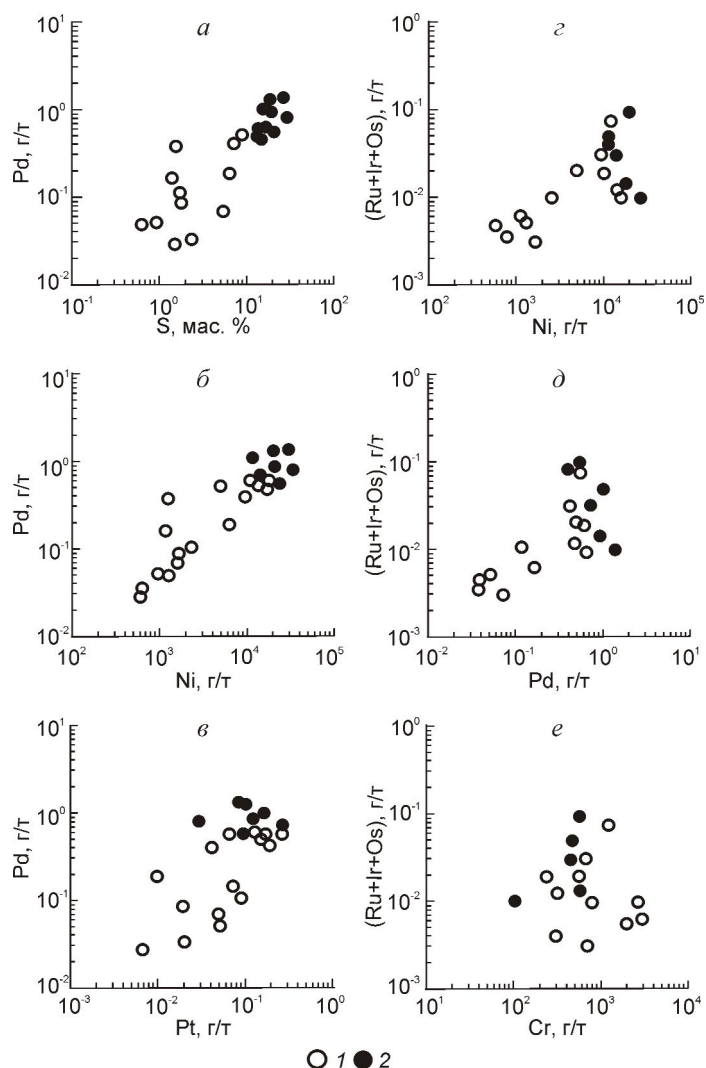 а
10¹
10⁰
10⁻¹
10⁻²
Pd, г/т
10⁻¹ 10⁰ 10¹ 10²
S, мас. %
г
10⁰
10⁻¹
10⁻²
10⁻³
(Ru+Ir+Os), г/т
10² 10³ 10⁴ 10⁵
Ni, г/т
б
10¹
10⁰
10⁻¹
10⁻²
Pd, г/т
10² 10³ 10⁴ 10⁵
Ni, г/т
д
10⁰
10⁻¹
10⁻²
10⁻³
(Ru+Ir+Os), г/т
10⁻² 10⁻¹ 10⁰ 10¹
Pd, г/т
в
10¹
10⁰
10⁻¹
10⁻²
Pd, г/т
10⁻³ 10⁻² 10⁻¹ 10⁰
Pt, г/т
е
10⁰
10⁻¹
10⁻²
10⁻³
(Ru+Ir+Os), г/т
10¹ 10² 10³ 10⁴
Cr, г/т
1 2